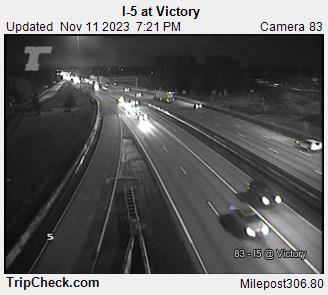 I-5 at Victory
Updated Nov 11 2023 7:21 PM Camera 83
T
S
83 - I5 @ Victory
TripCheck.com Milepost306.80